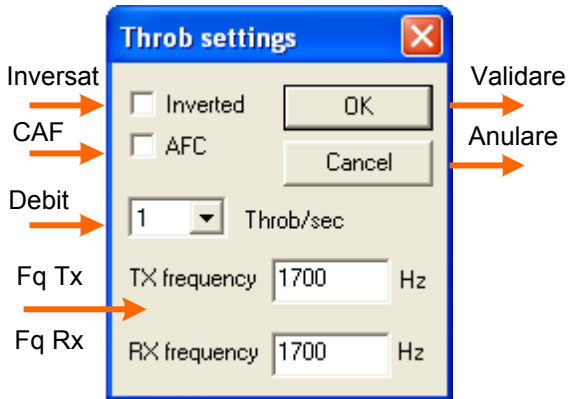 Throb settings
Inversat
Inverted
OK
Validare
CAF
AFC
Cancel
Anulare
Debit
1
Throb/sec
Fq Tx
TX frequency 1700 Hz
Fq Rx
RX frequency 1700 Hz